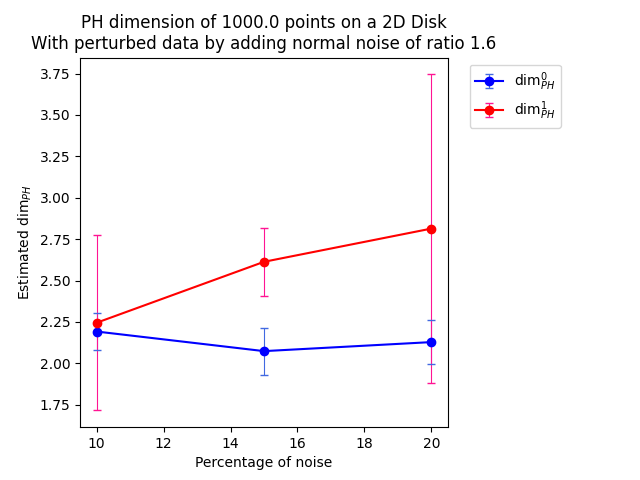 PH dimension of 1000.0 points on a 2D Disk
With perturbed data by adding normal noise of ratio 1.6
3.75
3.50
3.25
3.00
2.75
2.50
2.25
2.00
1.75
Estimated dim_{PH}
10
12
14
16
18
20
Percentage of noise
dim^0_{PH}
dim^1_{PH}